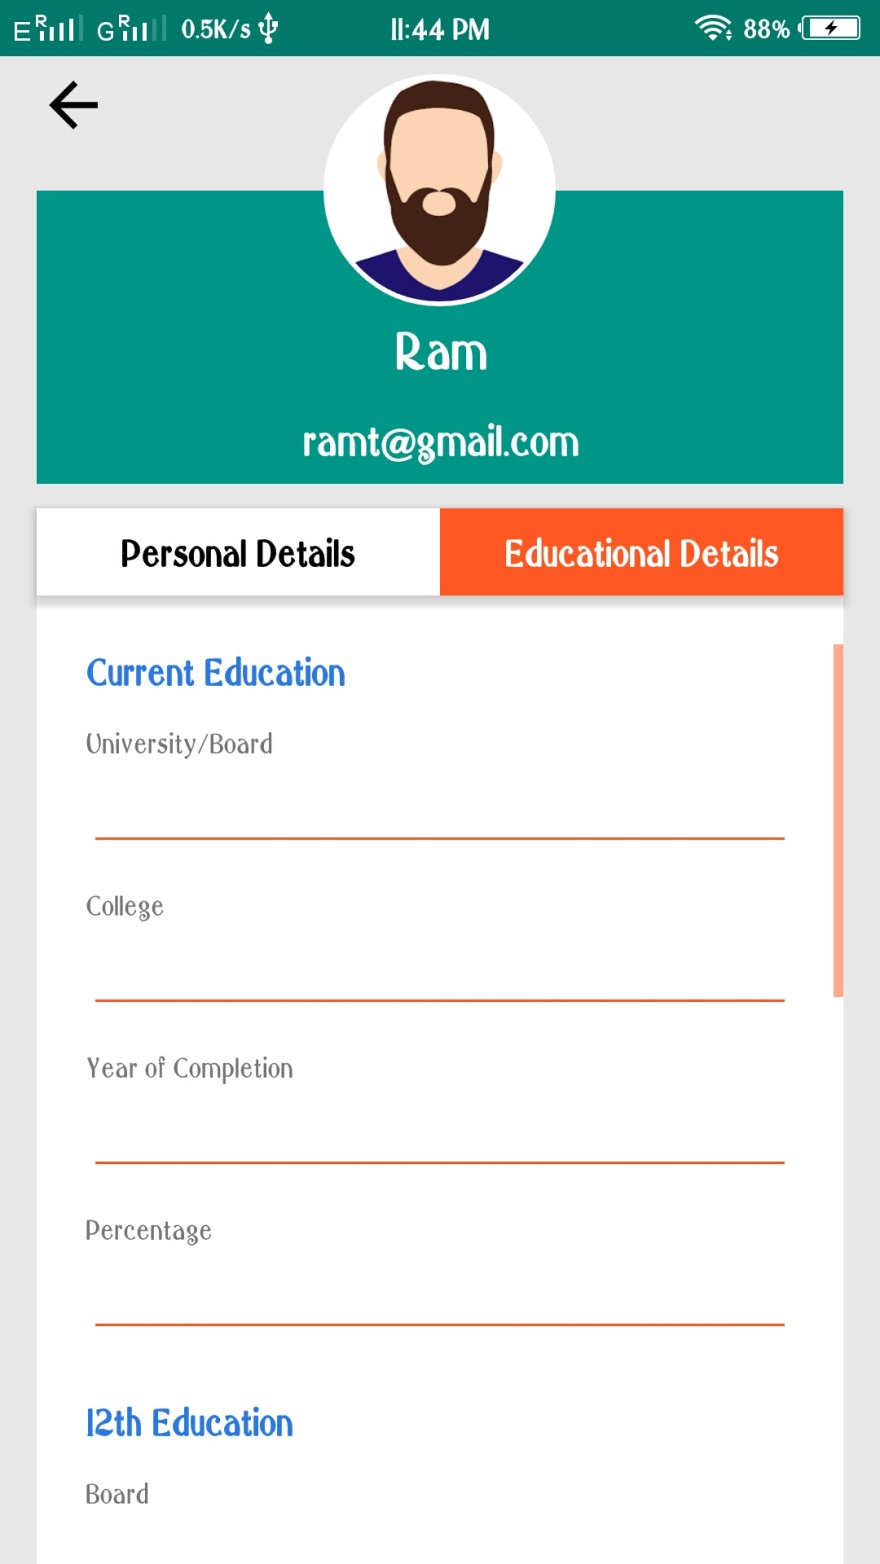 E R G R 0.5K/s 11:44 PM 88%
Ram
ramt@gmail.com
Personal Details Educational Details
Current Education
University/Board
College
Year of Completion
Percentage
12th Education
Board